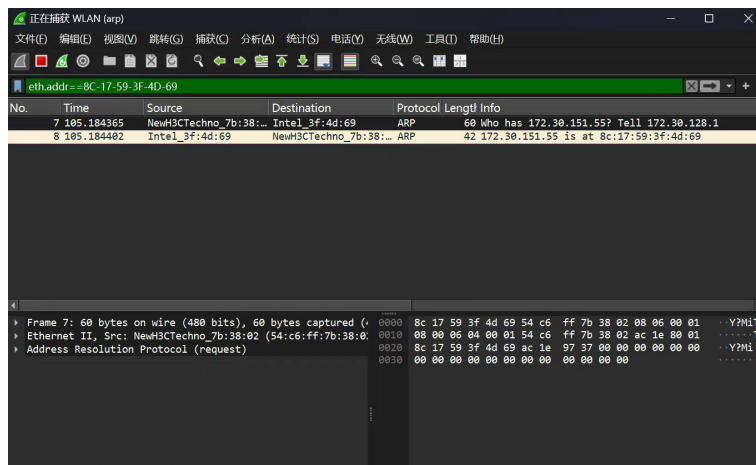 正在捕获 WLAN (arp)
文件(F) 编辑(E) 视图(V) 跳转(G) 捕获(C) 分析(A) 统计(S) 电话(Y) 无线(W) 工具(T) 帮助(H)
eth.addr==8C-17-59-3F-4D-69
No. Time Source Destination Protocol Lengtl Info
7 105.184365 NewH3CTechno_7b:38:… Intel_3f:4d:69 ARP 60 Who has 172.30.151.55? Tell 172.30.128.1
8 105.184402 Intel_3f:4d:69 NewH3CTechno_7b:38:… ARP 42 172.30.151.55 is at 8c:17:59:3f:4d:69
Frame 7: 60 bytes on wire (480 bits), 60 bytes captured (4 0000 8c 17 59 3f 4d 69 54 c6 ff 7b 38 02 08 06 00 01 ··Y?MiT
Ethernet II, Src: NewH3CTechno_7b:38:02 (54:c6:ff:7b:38:0 0010 08 00 06 04 00 01 54 c6 ff 7b 38 02 ac 1e 80 01 ······T
Address Resolution Protocol (request) 0020 8c 17 59 3f 4d 69 ac 1e 97 37 00 00 00 00 00 00 ··Y?Mi
0030 00 00 00 00 00 00 00 00 00 00 00 00 ······